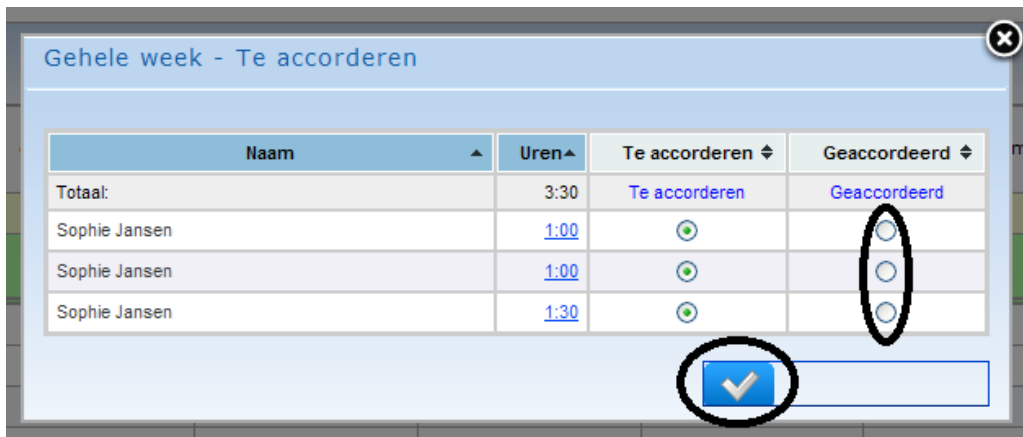 Gehele week - Te accorderen
Naam Uren Te accorderen Geaccordeerd
Totaal: 3:30 Te accorderen Geaccordeerd
Sophie Jansen 1:00
Sophie Jansen 1:00
Sophie Jansen 1:30